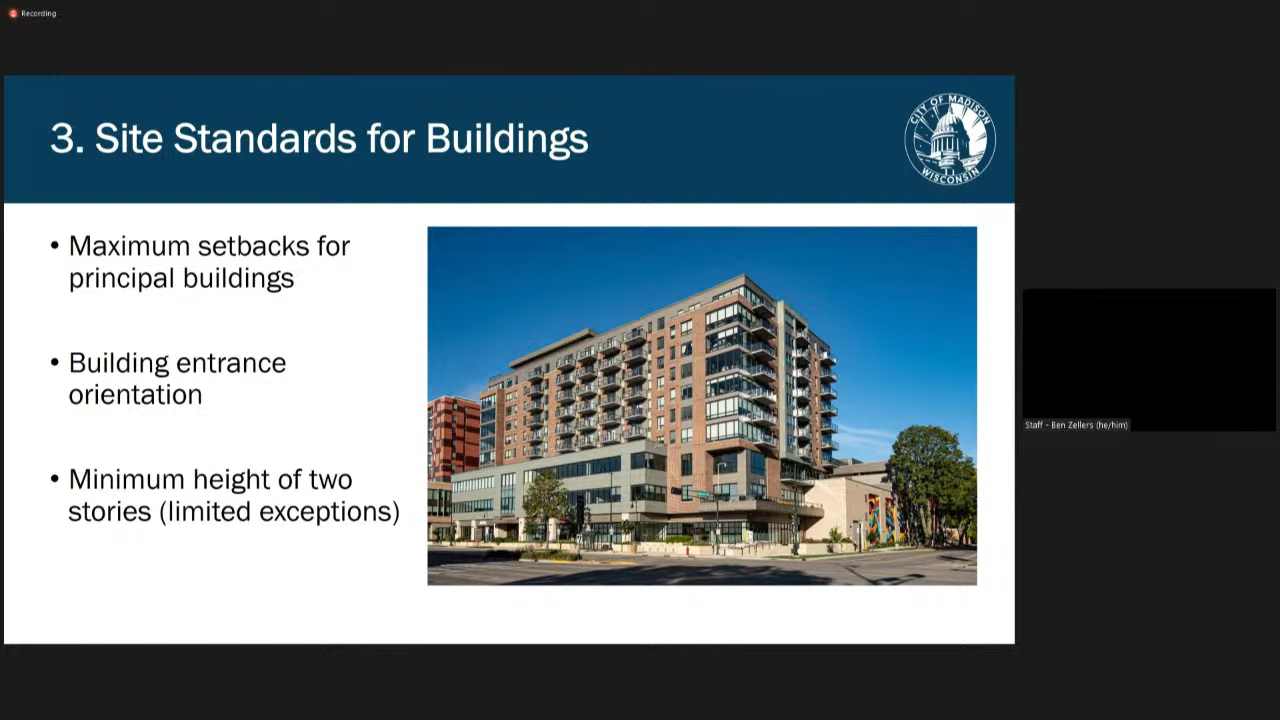 Recording
3. Site Standards for Buildings
CITY OF MADISON
WISCONSIN
• Maximum setbacks for
principal buildings
• Building entrance
orientation
• Minimum height of two
stories (limited exceptions)
Staff - Ben Zellers (he/him)